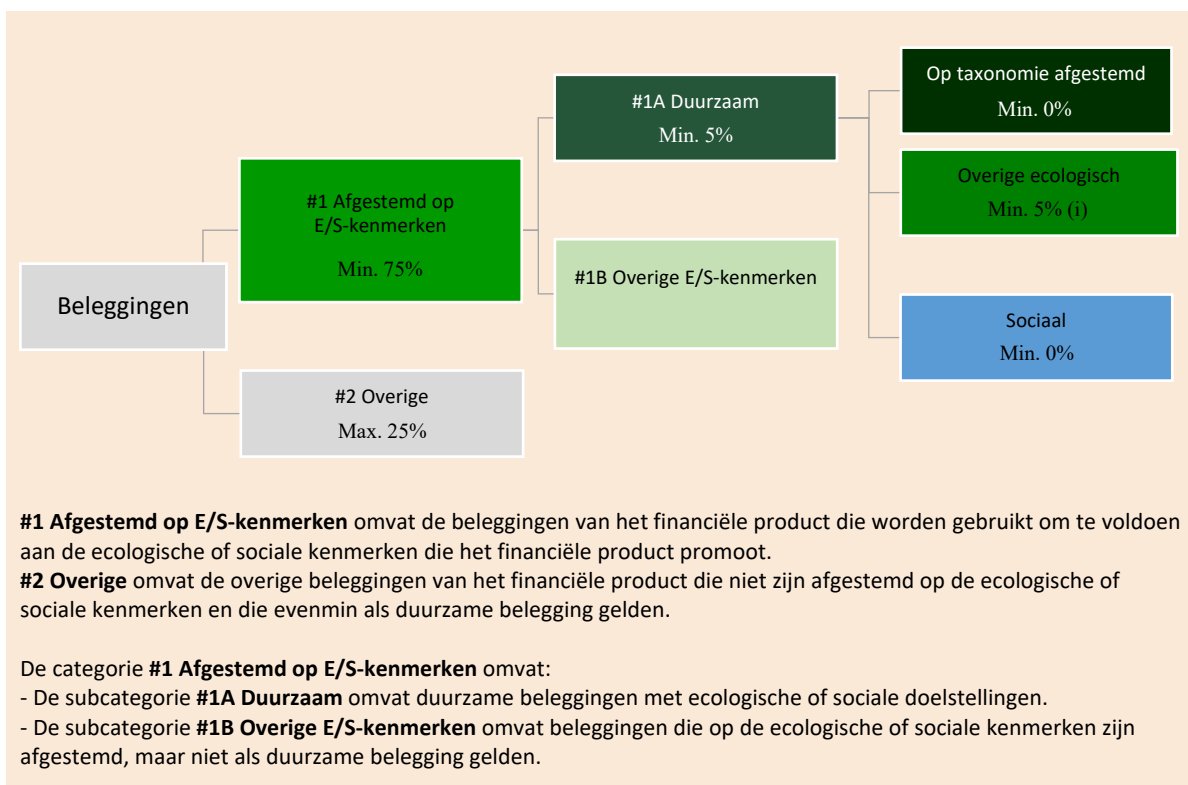 Beleggingen
#1 Afgestemd op
E/S-kenmerken
Min. 75%
#2 Overige
Max. 25%
#1A Duurzaam
Min. 5%
#1B Overige E/S-kenmerken
Op taxonomie afgestemd
Min. 0%
Overige ecologisch
Min. 5% (i)
Sociaal
Min. 0%
#1 Afgestemd op E/S-kenmerken omvat de beleggingen van het financiële product die worden gebruikt om te voldoen
aan de ecologische of sociale kenmerken die het financiële product promoot.
#2 Overige omvat de overige beleggingen van het financiële product die niet zijn afgestemd op de ecologische of
sociale kenmerken en die evenmin als duurzame belegging gelden.
De categorie #1 Afgestemd op E/S-kenmerken omvat:
- De subcategorie #1A Duurzaam omvat duurzame beleggingen met ecologische of sociale doelstellingen.
- De subcategorie #1B Overige E/S-kenmerken omvat beleggingen die op de ecologische of sociale kenmerken zijn
afgestemd, maar niet als duurzame belegging gelden.